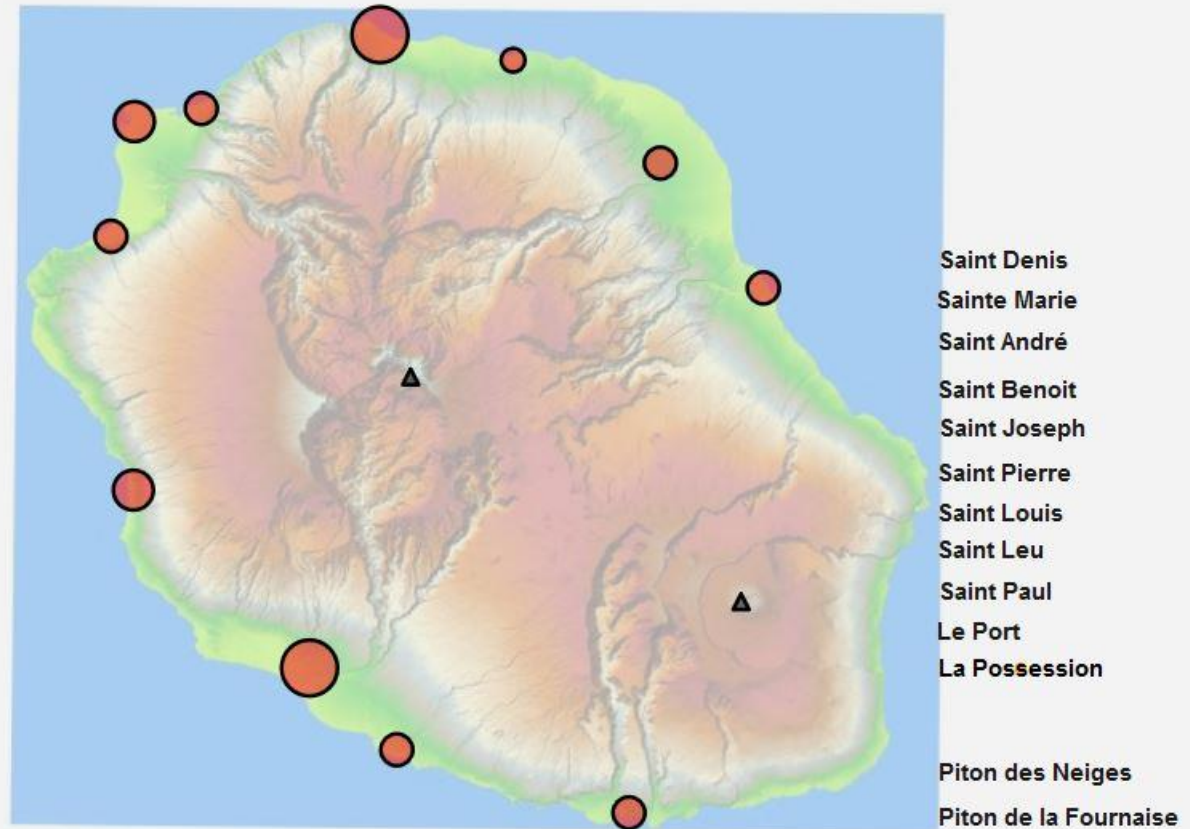 Saint Denis
Sainte Marie
Saint André
Saint Benoit
Saint Joseph
Saint Pierre
Saint Louis
Saint Leu
Saint Paul
Le Port
La Possession
Piton des Neiges
Piton de la Fournaise